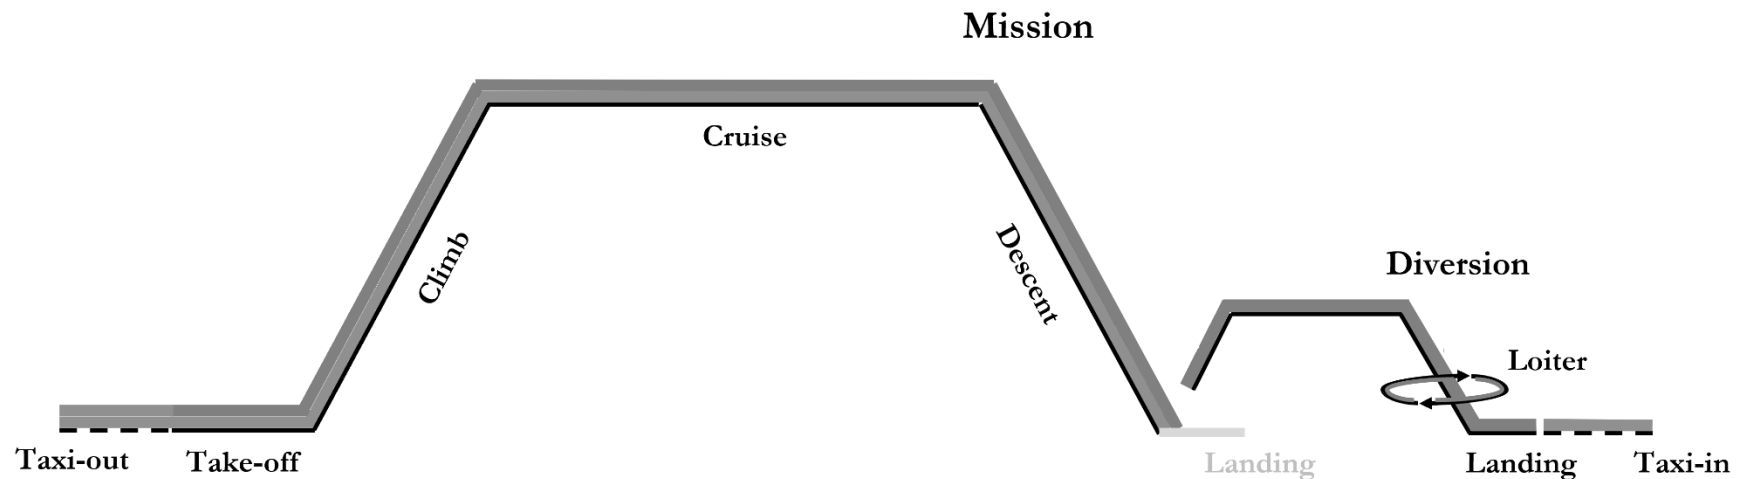 Mission
Cruise
Climb
Descent
Diversion
Loiter
Taxi-out
Take-off
Landing
Landing
Taxi-in